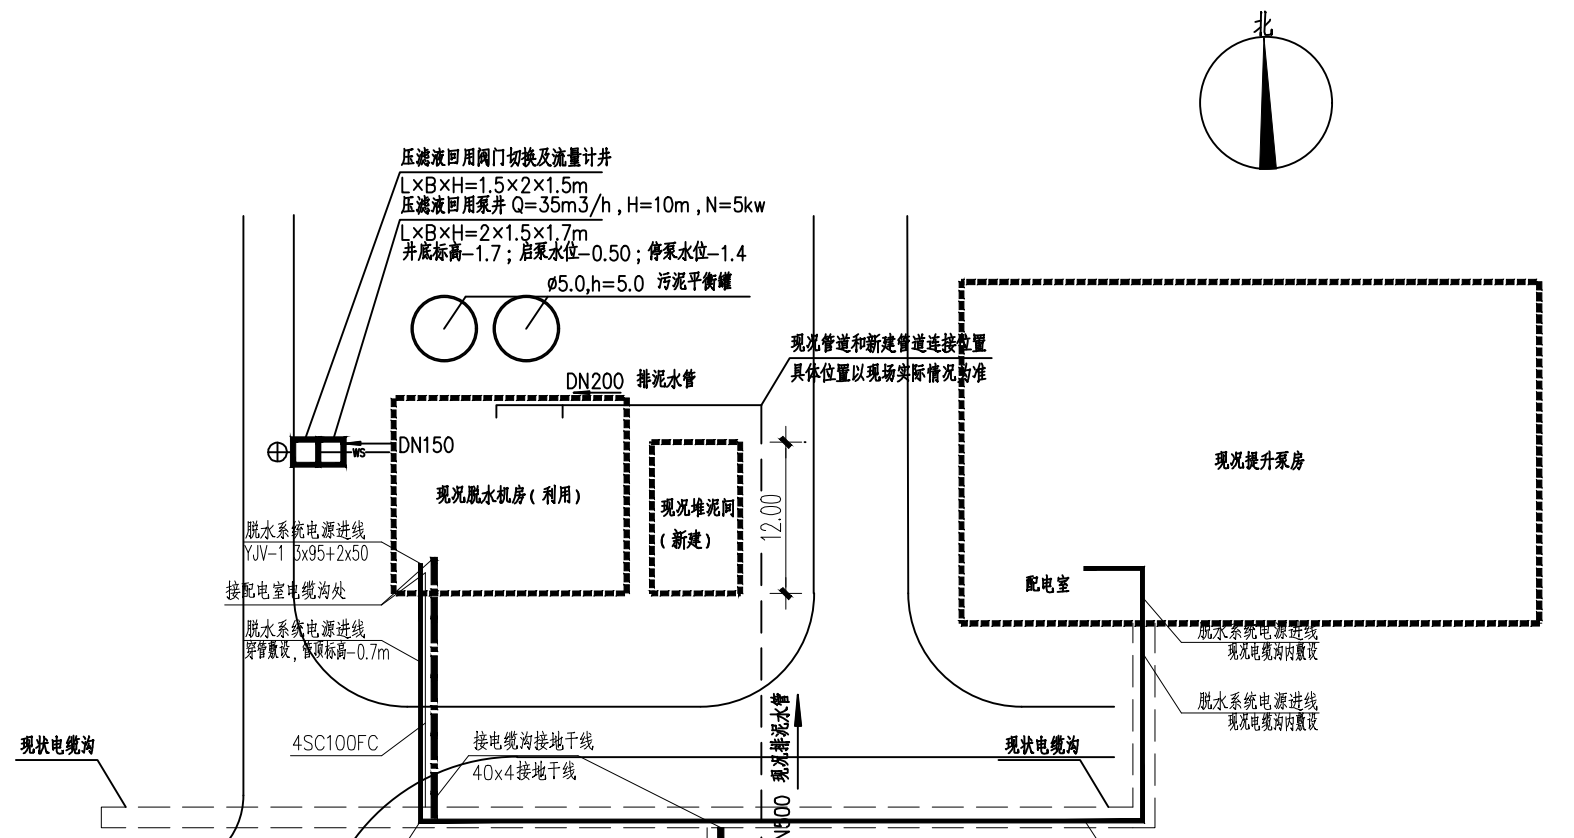 北
压滤液回用阀门切换及流量计井
L×B×H=1.5×2×1.5m
压滤液回用泵井 Q=35m3/h , H=10m , N=5kw
L×B×H=2×1.5×1.7m
井底标高-1.7 ; 启泵水位-0.50 ; 停泵水位-1.4
ø5.0,h=5.0 污泥平衡罐
现况管道和新建管道连接位置
具体位置以现场实际情况为准
DN200 排泥水管
DN150
WS
现况脱水机房( 利用)
现况堆泥间
( 新建)
12.00
现况提升泵房
配电室
脱水系统电源进线
YJV-1 3x95+2x50
接配电室电缆沟处
脱水系统电源进线
穿管敷设, 管顶标高-0.7m
4SC100FC
接电缆沟接地干线
40x4接地干线
N500 现况排泥水管
脱水系统电源进线
现况电缆沟内敷设
脱水系统电源进线
现况电缆沟内敷设
现状电缆沟
现状电缆沟